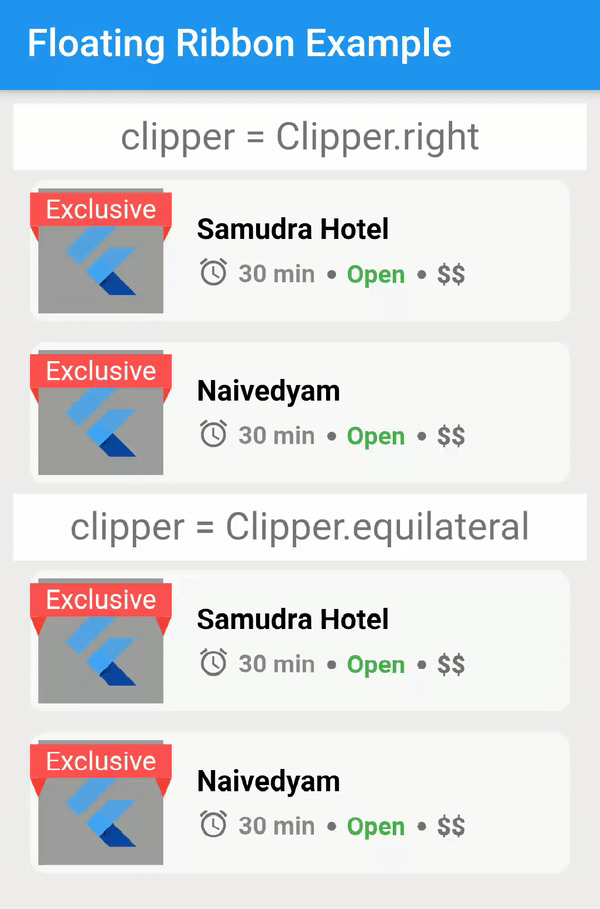 Floating Ribbon Example
clipper = Clipper.right
Exclusive
Samudra Hotel
30 min • Open • $$
Exclusive
Naivedyam
30 min • Open • $$
clipper = Clipper.equilateral
Exclusive
Samudra Hotel
30 min • Open • $$
Exclusive
Naivedyam
30 min • Open • $$